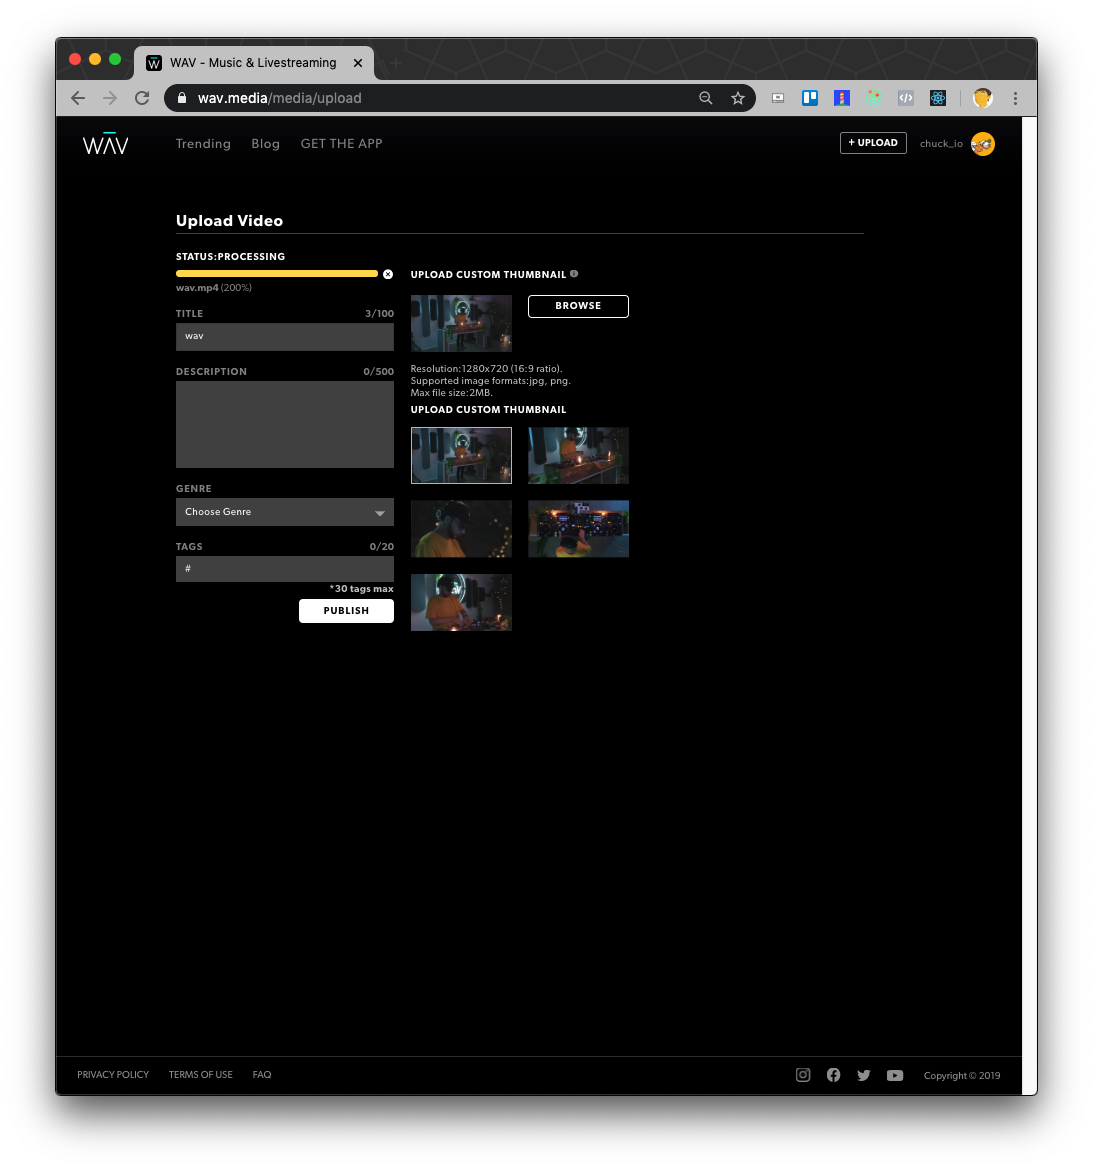 WAV - Music & Livestreaming
wav.media/media/upload
WAV
Trending
Blog
GET THE APP
+ UPLOAD
chuck_io
Upload Video
STATUS:PROCESSING
wav.mp4 (200%)
TITLE
3/100
wav
DESCRIPTION
0/500
GENRE
Choose Genre
TAGS
0/20
#
*30 tags max
PUBLISH
UPLOAD CUSTOM THUMBNAIL
BROWSE
Resolution:1280x720 (16:9 ratio).
Supported image formats:jpg, png.
Max file size:2MB.
UPLOAD CUSTOM THUMBNAIL
PRIVACY POLICY
TERMS OF USE
FAQ
Copyright © 2019